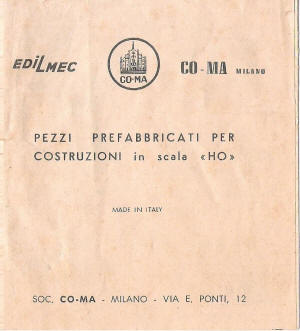 EDILMEC
CO-MA
CO-MA MILANO
PEZZI PREFABBRICATI PER
COSTRUZIONI in scala «HO»
MADE IN ITALY
SOC. CO-MA - MILANO - VIA E. PONTI, 12